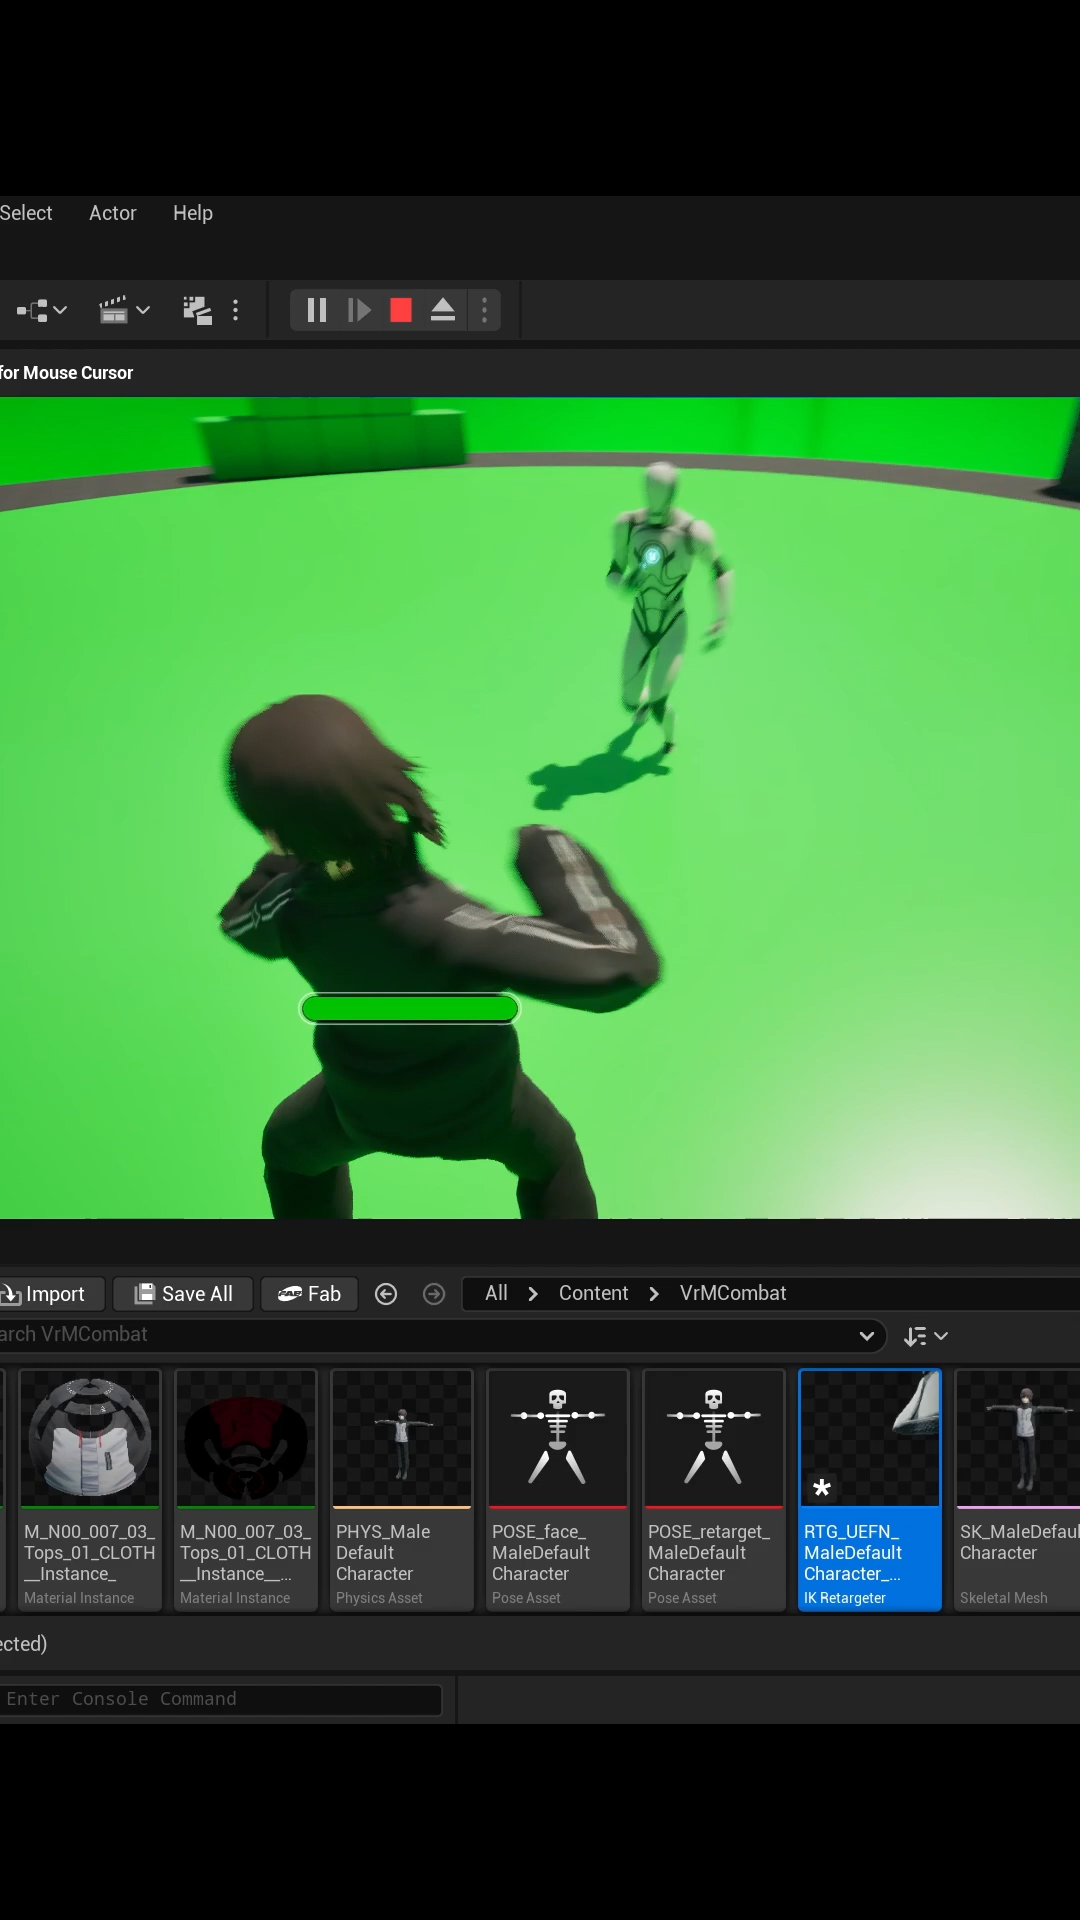 Select Actor Help
for Mouse Cursor
Import Save All Fab All > Content > VrMCombat
arch VrMCombat
M_N00_007_03_
Tops_01_CLOTH
__Instance_
Material Instance
M_N00_007_03_
Tops_01_CLOTH
__Instance__...
Material Instance
PHYS_Male
Default
Character
Physics Asset
POSE_face_
MaleDefault
Character
Pose Asset
POSE_retarget_
MaleDefault
Character
Pose Asset
RTG_UEFN_
MaleDefault
Character_...
IK Retargeter
SK_MaleDefaul
Character
Skeletal Mesh
ected)
Enter Console Command